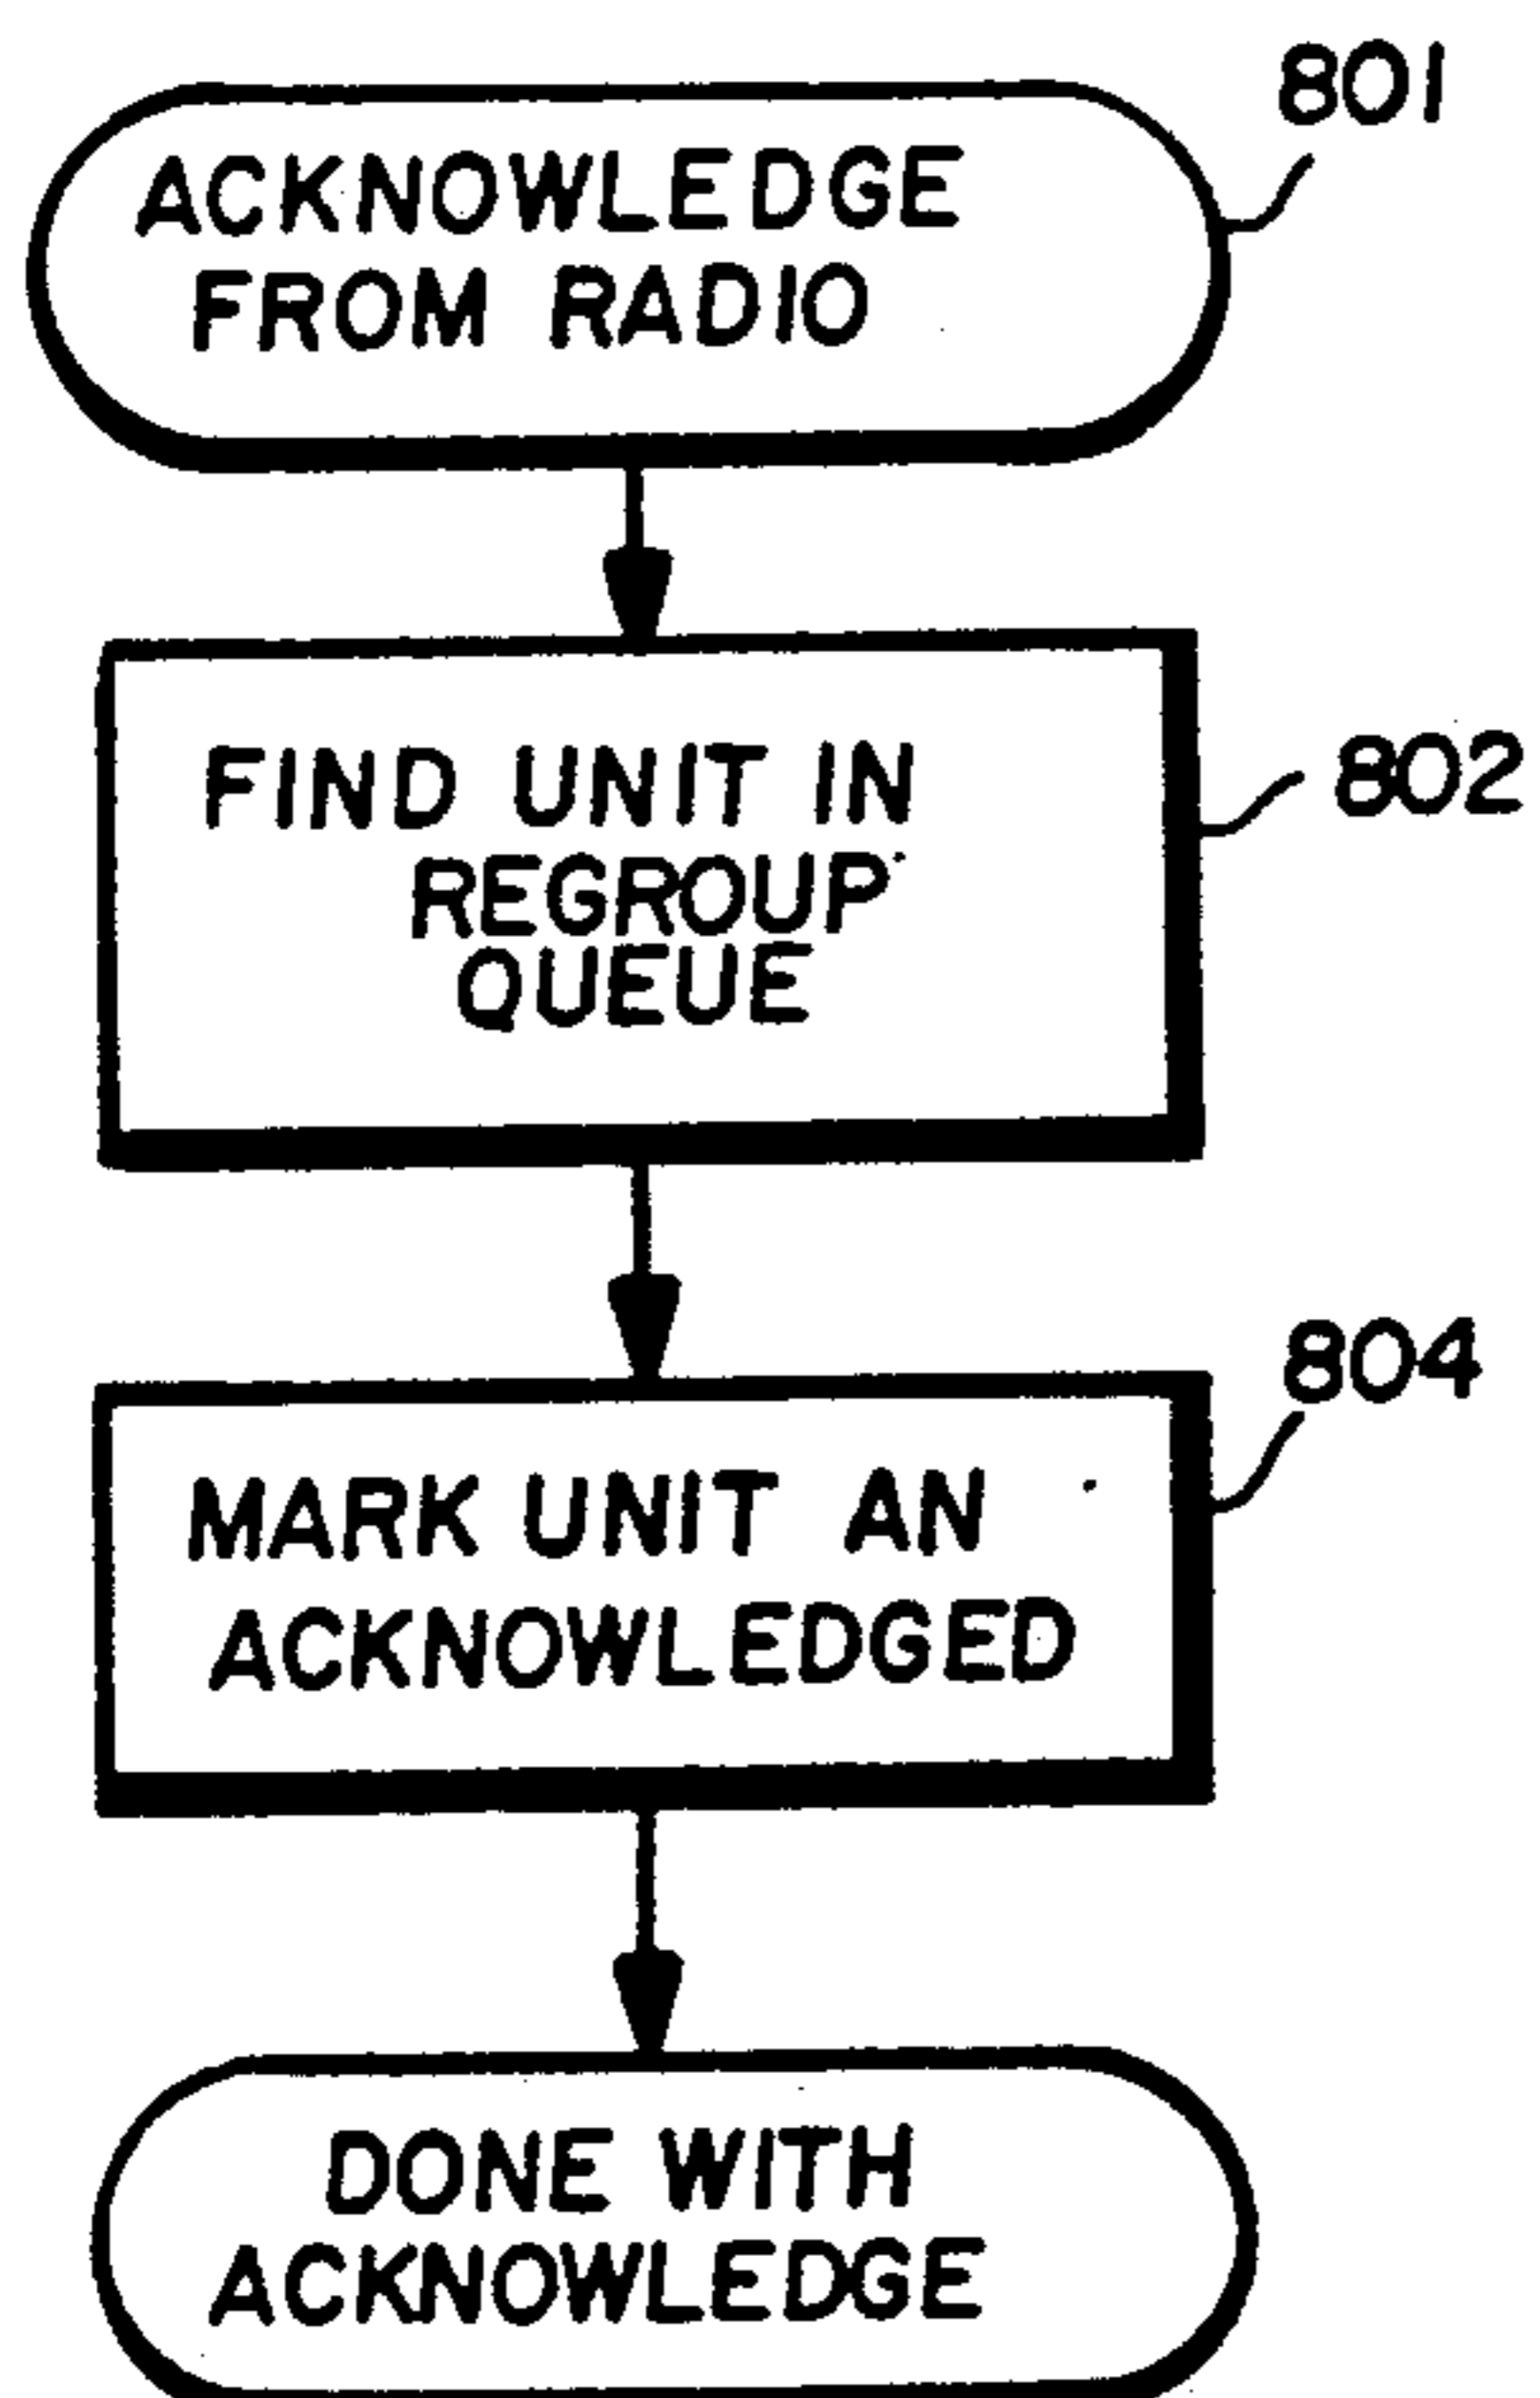 801
ACKNOWLEDGE
FROM RADIO
FIND UNIT IN
802
REGROUP
QUEUE
804
MARK UNIT AN
ACKNOWLEDGED
DONE WITH
ACKNOWLEDGE